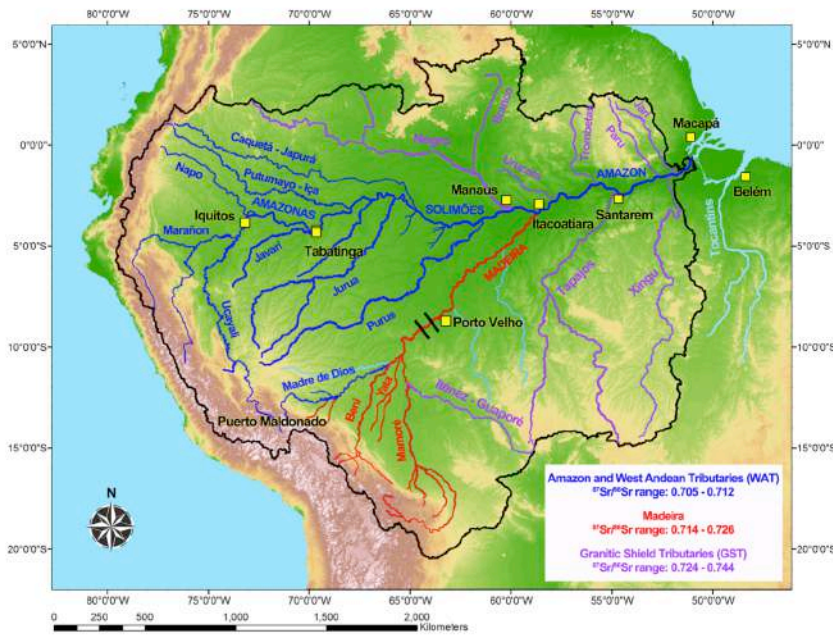 80°0'0"W 75°0'0"W 70°0'0"W 65°0'0"W 60°0'0"W 55°0'0"W 50°0'0"W
5°0'0"N
5°0'0"N
0°0'0"
0°0'0"
5°0'0"S
5°0'0"S
10°0'0"S
10°0'0"S
15°0'0"S
15°0'0"S
20°0'0"S
20°0'0"S
Negro
Branco
Uracata
Trombetas
Paru
Jari
Macapá
Belém
Caquetá - Japurá
Putumayo - Iça
Napo
AMAZONAS
Manaus
AMAZON
SOLIMÕES
Iquitos
Itacoatiara
Santarem
Tocantins
Marañon
Tabatinga
Javari
Jurua
MADEIRA
Tapajos
Xingu
Ucayali
Purus
Porto Velho
Madre de Dios
Puerto Maldonado
Beni
Yata
Mamoré
Iténez - Guaporé
Amazon and West Andean Tributaries (WAT)
⁸⁷Sr/⁸⁶Sr range: 0.705 - 0.712
Madeira
⁸⁷Sr/⁸⁶Sr range: 0.714 - 0.726
Granitic Shield Tributaries (GST)
⁸⁷Sr/⁸⁶Sr range: 0.724 - 0.744
N
80°0'0"W 75°0'0"W 70°0'0"W 65°0'0"W 60°0'0"W 55°0'0"W 50°0'0"W
0 250 500 1,000 1,500 2,000
Kilometers